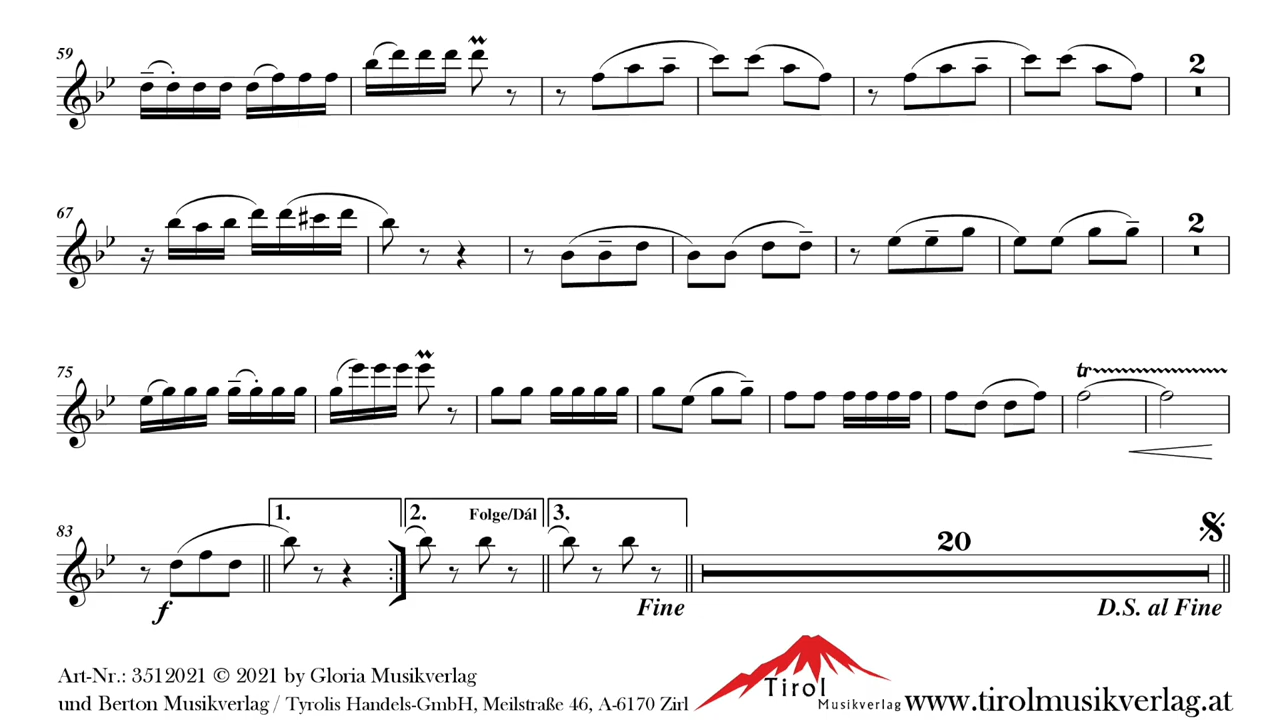 59
2
67
2
75
tr
83
1.
2. Folge/Dál
3.
20
f
Fine
D.S. al Fine
Art-Nr.: 3512021 © 2021 by Gloria Musikverlag
und Berton Musikverlag / Tyrolis Handels-GmbH, Meilstraße 46, A-6170 Zirl
Tirol
Musikverlag
www.tirolmusikverlag.at